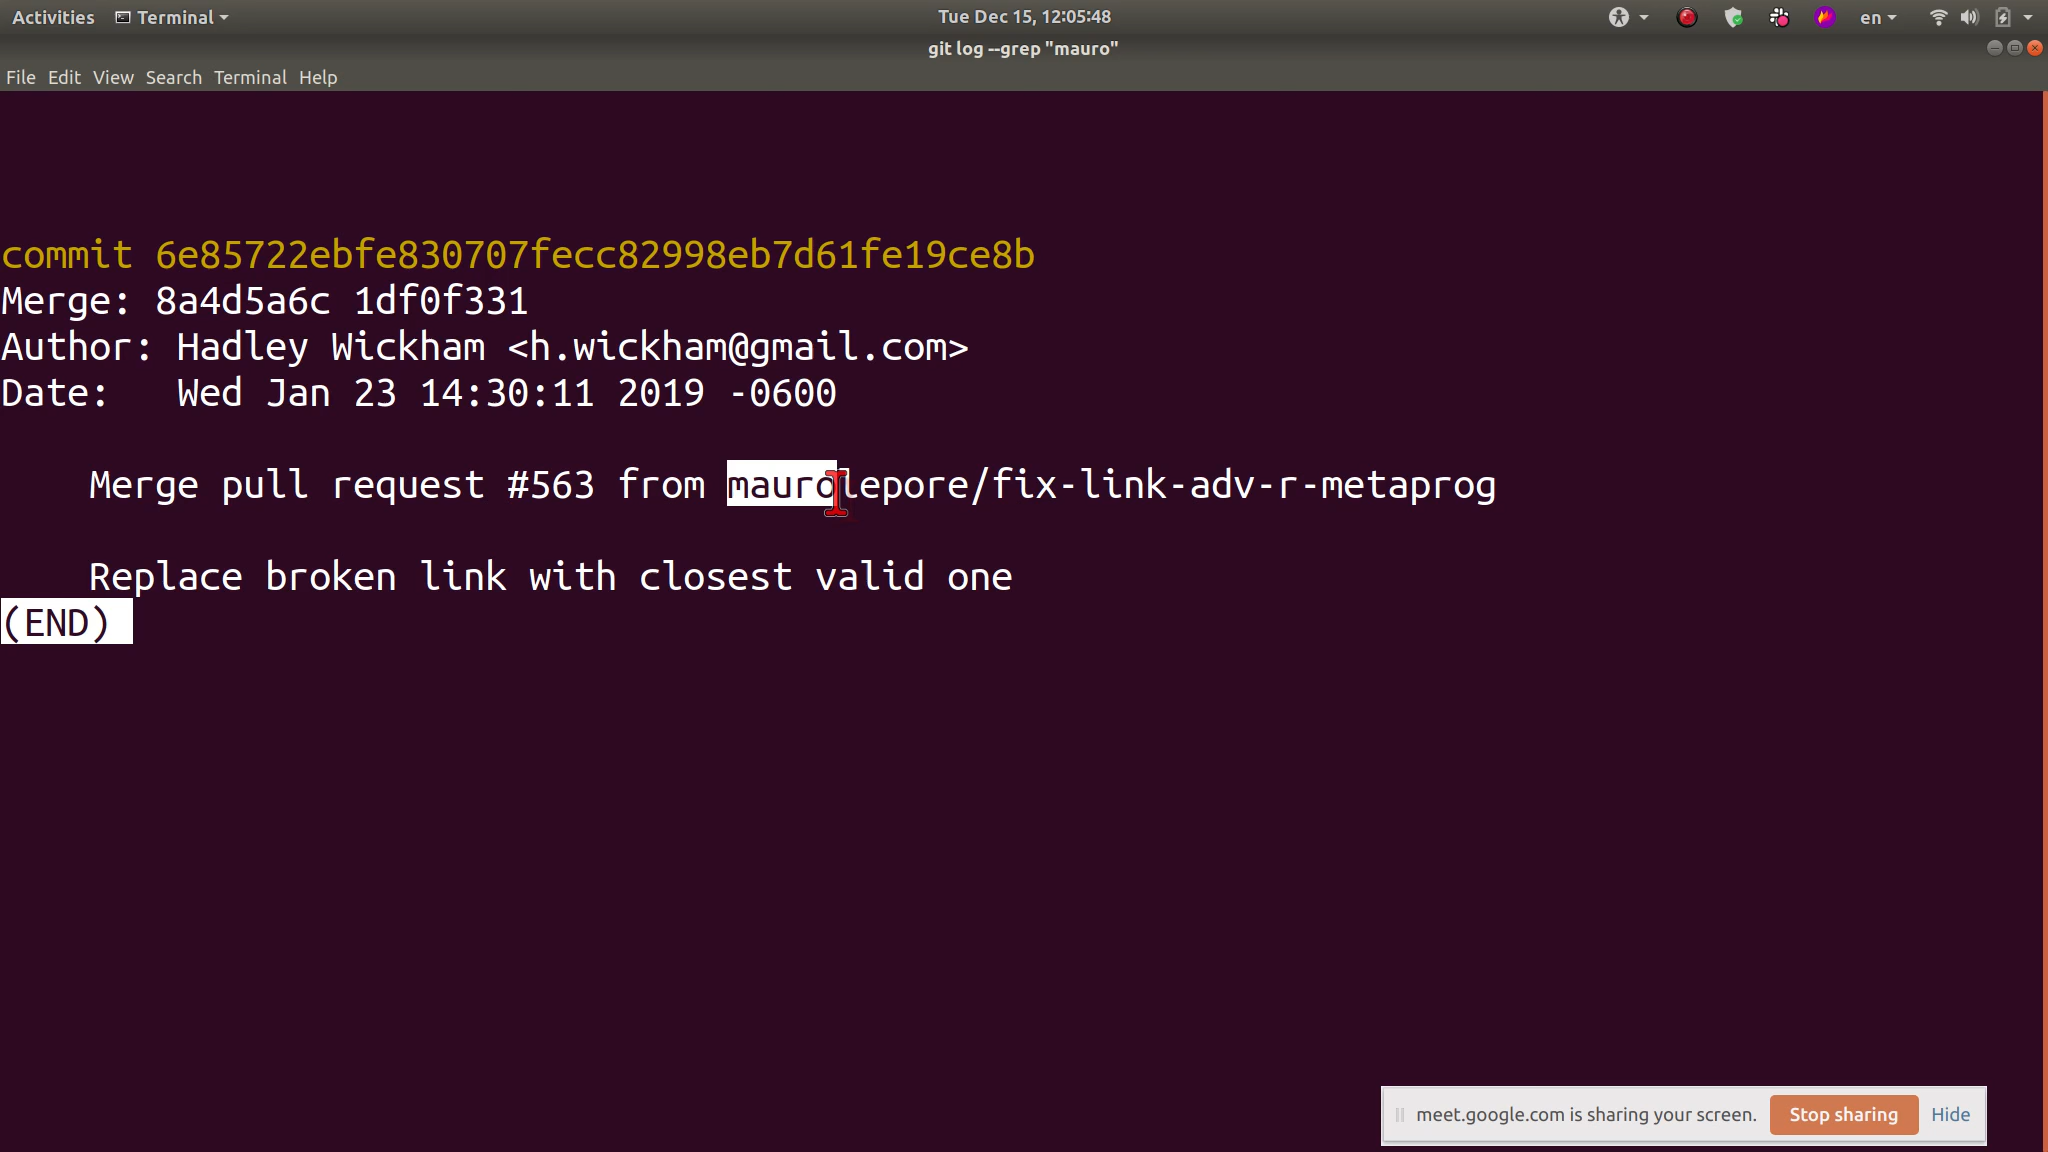 Activities Terminal Tue Dec 15, 12:05:48 en
git log --grep "mauro"
File Edit View Search Terminal Help
commit 6e85722ebfe830707fecc82998eb7d61fe19ce8b
Merge: 8a4d5a6c 1df0f331
Author: Hadley Wickham <h.wickham@gmail.com>
Date:   Wed Jan 23 14:30:11 2019 -0600
Merge pull request #563 from maurolepore/fix-link-adv-r-metaprog
Replace broken link with closest valid one
(END)
meet.google.com is sharing your screen. Stop sharing Hide